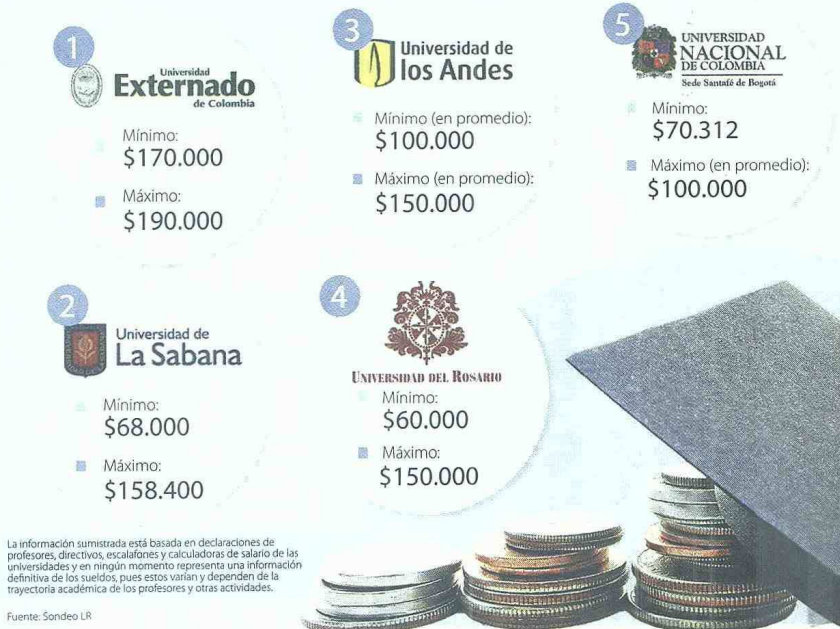 1
Universidad
Externado
de Colombia
Mínimo:
$170.000
Máximo:
$190.000
2
Universidad de
La Sabana
Mínimo:
$68.000
Máximo:
$158.400
3
Universidad de
los Andes
Mínimo (en promedio):
$100.000
Máximo (en promedio):
$150.000
4
UNIVERSIDAD DEL ROSARIO
Mínimo:
$60.000
Máximo:
$150.000
5
UNIVERSIDAD
NACIONAL
DE COLOMBIA
Sede Santafé de Bogotá
Mínimo:
$70.312
Máximo (en promedio):
$100.000
La información sumistrada está basada en declaraciones de
profesores, directivos, escalafones y calculadoras de salario de las
universidades y en ningún momento representa una información
definitiva de los sueldos, pues estos varían y dependen de la
trayectoria académica de los profesores y otras actividades.
Fuente: Sondeo LR